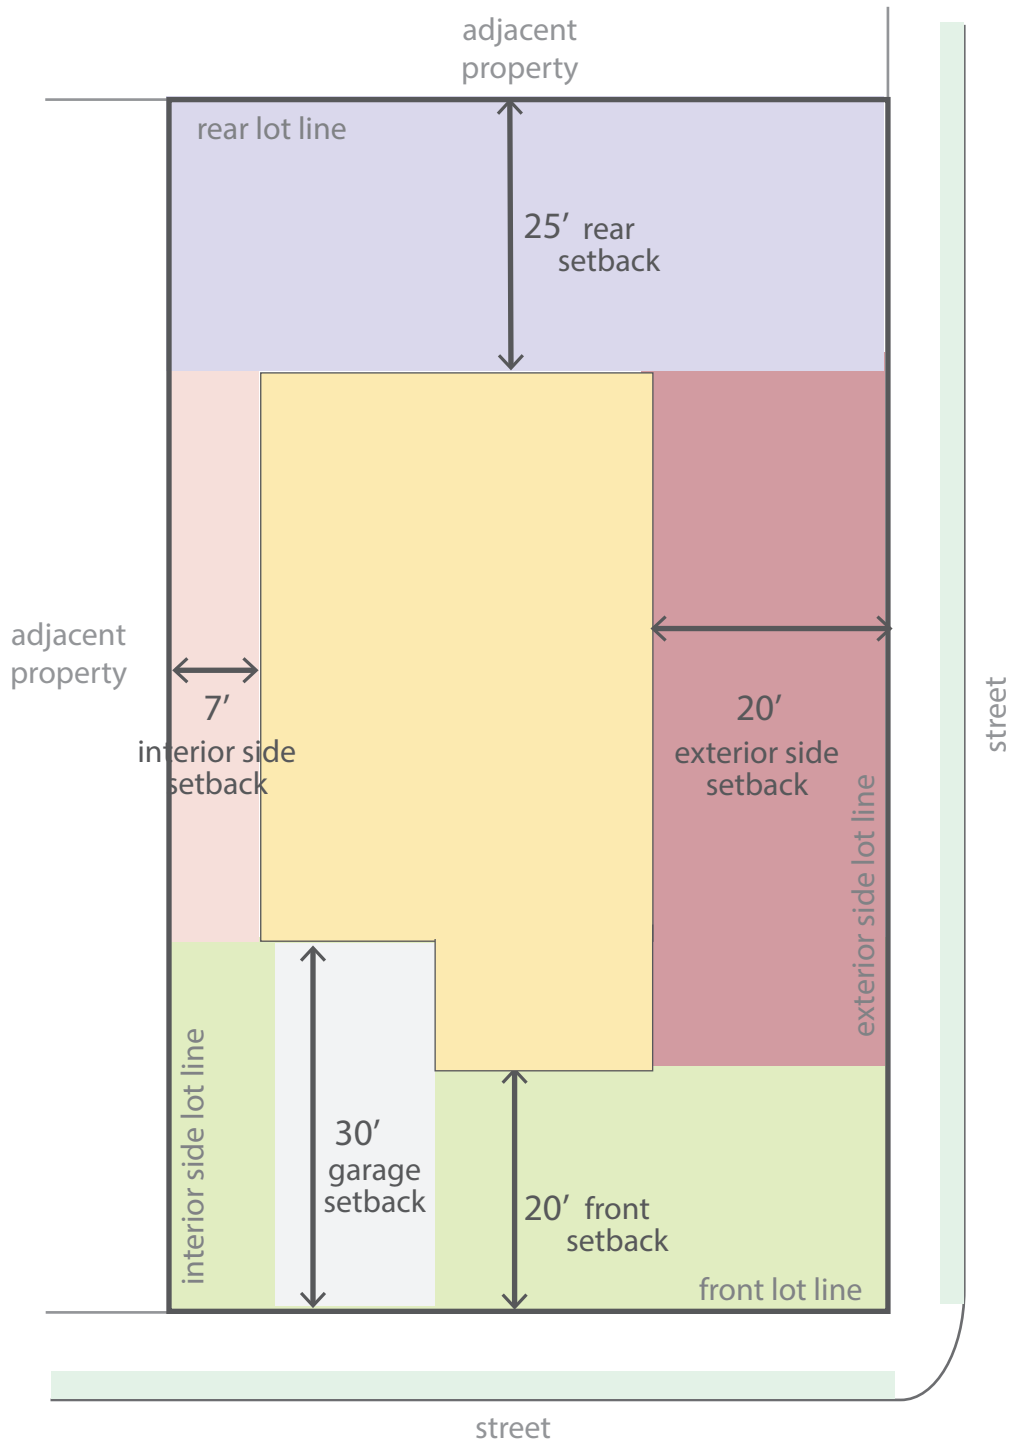 adjacent
property
rear lot line
25’ rear
setback
adjacent
property
7’
interior side
setback
20’
exterior side
setback
street
exterior side lot line
interior side lot line
30’
garage
setback
20’ front
setback
front lot line
street